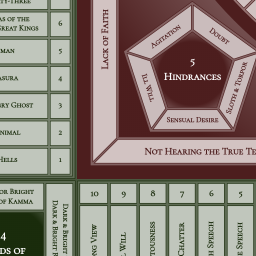 TY-THREE
AS OF THE
GREAT KINGS
6
MAN
5
ASURA
4
RY GHOST
3
NIMAL
2
HELLS
1
LACK OF FAITH
5
HINDRANCES
AGITATION
DOUBT
SLOTH & TORPOR
SENSUAL DESIRE
ILL WILL
NOT HEARING THE TRUE TE
OR BRIGHT
OF KAMMA
DARK & BRIGHT
DARK & BRIGHT
4
DS OF
10
9
8
7
6
5
NG VIEW
WILL
TOUSNESS
CHATTER
H SPEECH
E SPEECH